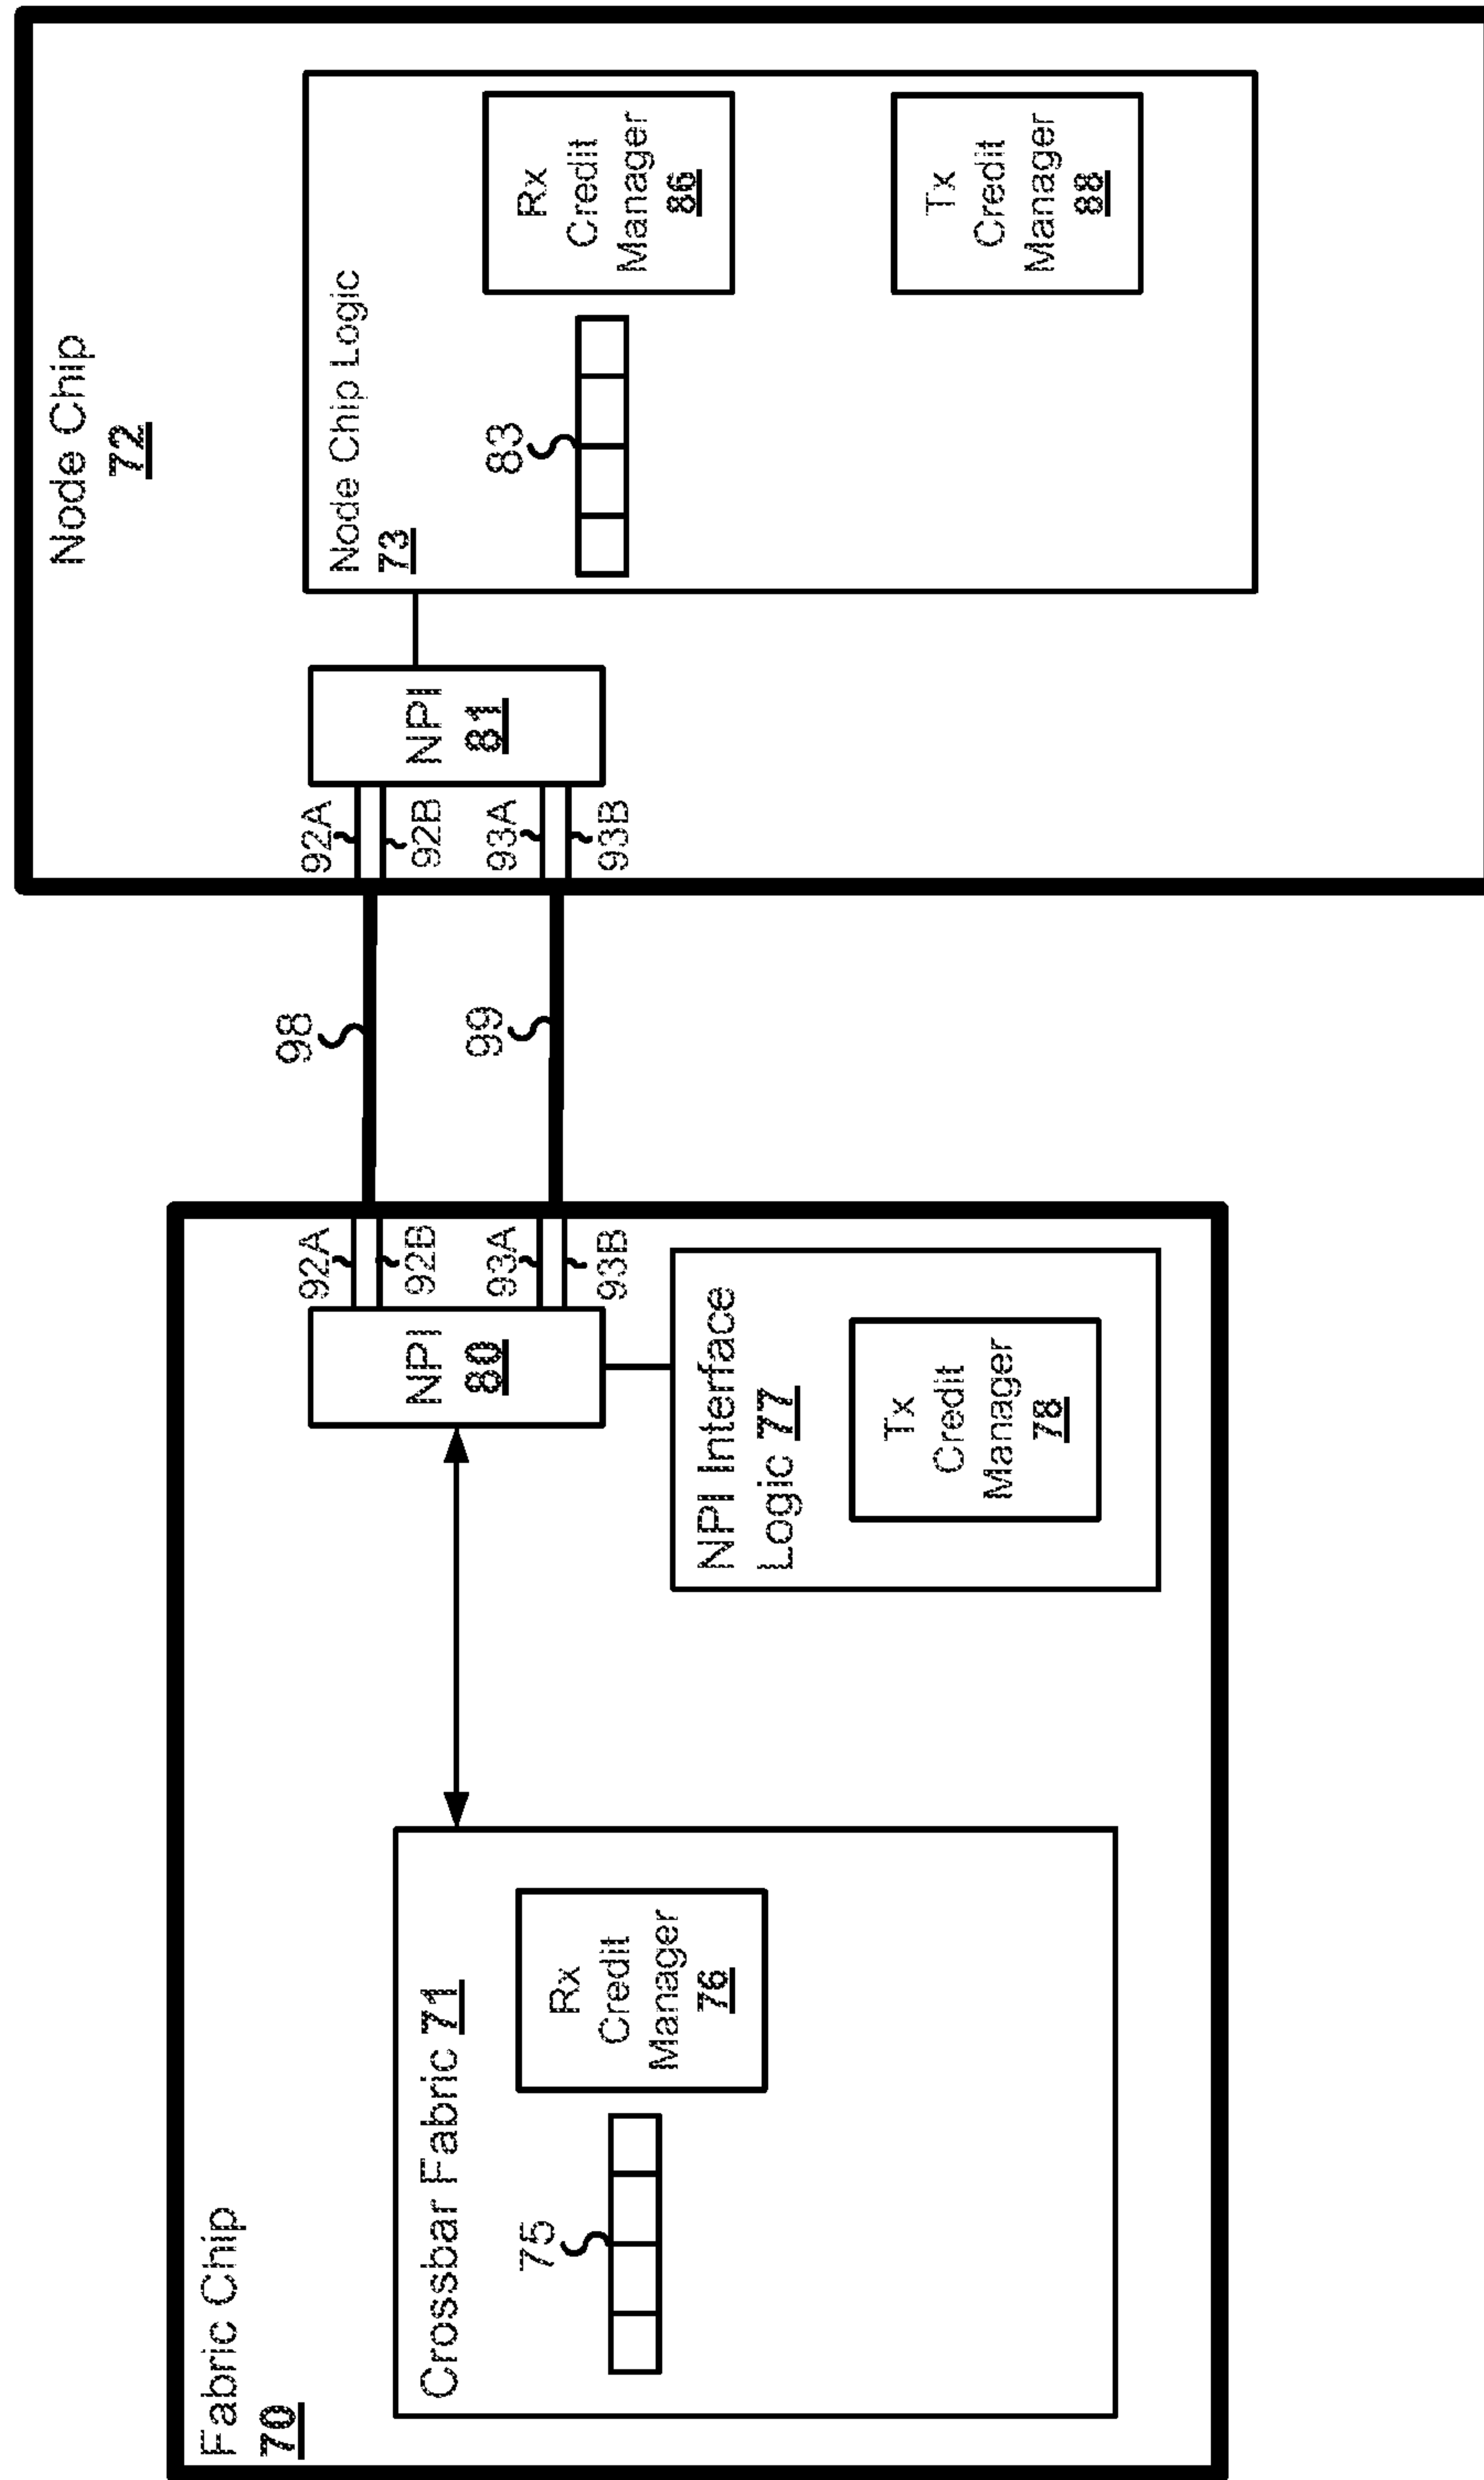 Fabric Chip
70
Crossbar Fabric 71
75
Rx
Credit
Manager
76
NPI
80
NPI Interface
Logic 77
Tx
Credit
Manager
78
92A
92B
93A
93B
98
99
Node Chip
72
92A
92B
93A
93B
NPI
81
Node Chip Logic
73
83
Rx
Credit
Manager
86
Tx
Credit
Manager
88